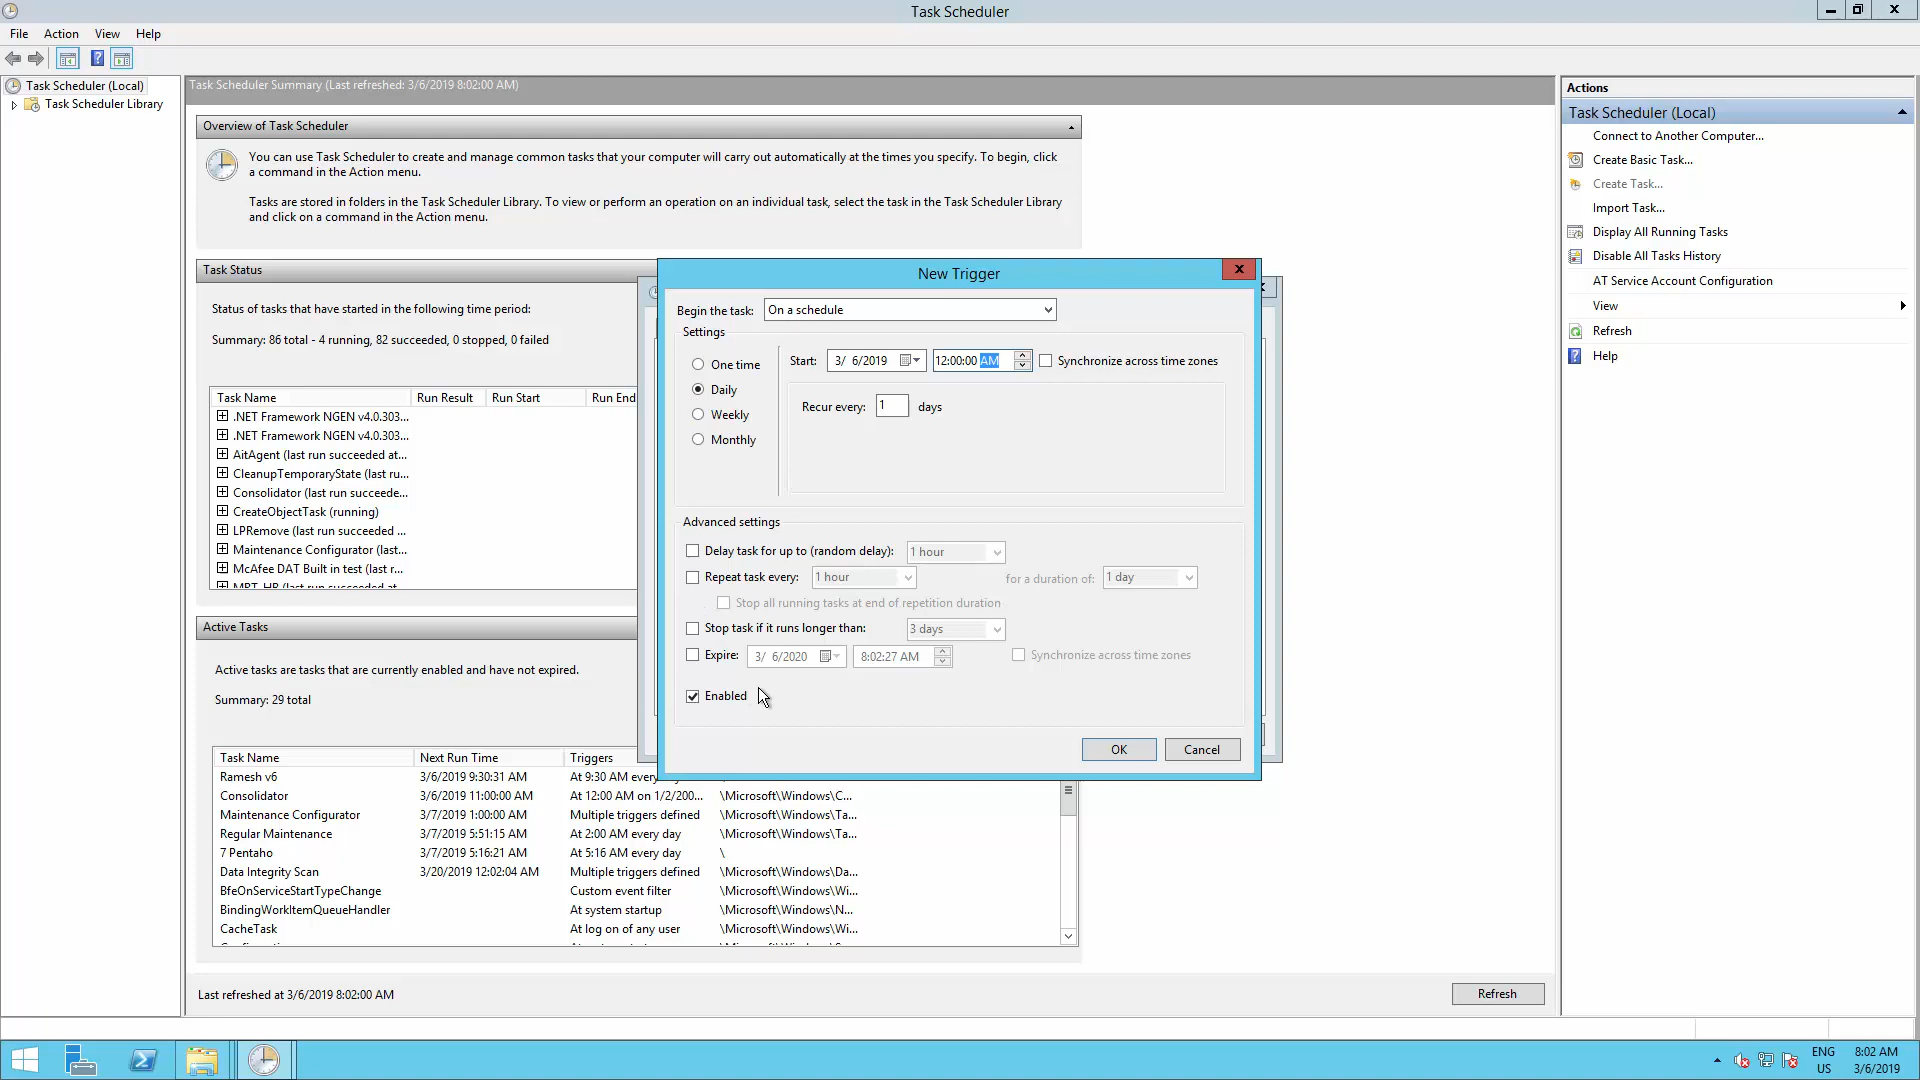 Task Scheduler
File Action View Help
Task Scheduler (Local)
Task Scheduler Library
Task Scheduler Summary (Last refreshed: 3/6/2019 8:02:00 AM)
Overview of Task Scheduler
You can use Task Scheduler to create and manage common tasks that your computer will carry out automatically at the times you specify. To begin, click
a command in the Action menu.
Tasks are stored in folders in the Task Scheduler Library. To view or perform an operation on an individual task, select the task in the Task Scheduler Library
and click on a command in the Action menu.
Task Status
Status of tasks that have started in the following time period:
Summary: 86 total - 4 running, 82 succeeded, 0 stopped, 0 failed
Task Name Run Result Run Start Run End
.NET Framework NGEN v4.0.303...
.NET Framework NGEN v4.0.303...
AitAgent (last run succeeded at...
CleanupTemporaryState (last ru...
Consolidator (last run succeede...
CreateObjectTask (running)
LPRemove (last run succeeded ...
Maintenance Configurator (last...
McAfee DAT Built in test (last r...
Active Tasks
Active tasks are tasks that are currently enabled and have not expired.
Summary: 29 total
Task Name Next Run Time Triggers
Ramesh v6 3/6/2019 9:30:31 AM At 9:30 AM every day
Consolidator 3/6/2019 11:00:00 AM At 12:00 AM on 1/2/200... \Microsoft\Windows\C...
Maintenance Configurator 3/7/2019 1:00:00 AM Multiple triggers defined \Microsoft\Windows\Ta...
Regular Maintenance 3/7/2019 5:51:15 AM At 2:00 AM every day \Microsoft\Windows\Ta...
7 Pentaho 3/7/2019 5:16:21 AM At 5:16 AM every day \
Data Integrity Scan 3/20/2019 12:02:04 AM Multiple triggers defined \Microsoft\Windows\Da...
BfeOnServiceStartTypeChange Custom event filter \Microsoft\Windows\Wi...
BindingWorkItemQueueHandler At system startup \Microsoft\Windows\N...
CacheTask At log on of any user \Microsoft\Windows\Wi...
Last refreshed at 3/6/2019 8:02:00 AM
Refresh
New Trigger
Begin the task: On a schedule
Settings
One time
Daily
Weekly
Monthly
Start: 3/ 6/2019 12:00:00 AM Synchronize across time zones
Recur every: 1 days
Advanced settings
Delay task for up to (random delay): 1 hour
Repeat task every: 1 hour for a duration of: 1 day
Stop all running tasks at end of repetition duration
Stop task if it runs longer than: 3 days
Expire: 3/ 6/2020 8:02:27 AM Synchronize across time zones
Enabled
OK Cancel
Actions
Task Scheduler (Local)
Connect to Another Computer...
Create Basic Task...
Create Task...
Import Task...
Display All Running Tasks
Disable All Tasks History
AT Service Account Configuration
View
Refresh
Help
ENG
US
8:02 AM
3/6/2019